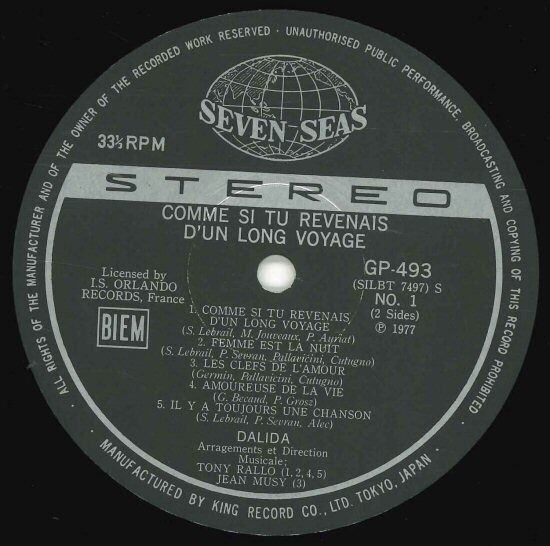 · ALL RIGHTS OF THE MANUFACTURER AND OF THE OWNER OF THE RECORDED WORK RESERVED · UNAUTHORISED PUBLIC PERFORMANCE, BROADCASTING AND COPYING OF THIS RECORD PROHIBITED ·
SEVEN SEAS
33⅓ RPM
STEREO
COMME SI TU REVENAIS
D'UN LONG VOYAGE
Licensed by
I.S. ORLANDO
RECORDS, France
BIEM
GP-493
(SILBT 7497) S
NO. 1
(2 Sides)
Ⓟ 1977
1. COMME SI TU REVENAIS
D'UN LONG VOYAGE
(S. Lebrail, M. Jouveaux, P. Auriat)
2. FEMME EST LA NUIT
(S. Lebrail, P. Sevran, Pallavicini, Cutugno)
3. LES CLEFS DE L'AMOUR
(Germin, Pallavicini, Cutugno)
4. AMOUREUSE DE LA VIE
(G. Becaud, P. Grosz)
5. IL Y A TOUJOURS UNE CHANSON
(S. Lebrail, P. Sevran, Alec)
DALIDA
Arragements et Direction
Musicale:
TONY RALLO (1, 2, 4, 5)
JEAN MUSY (3)
· MANUFACTURED BY KING RECORD CO., LTD. TOKYO, JAPAN ·